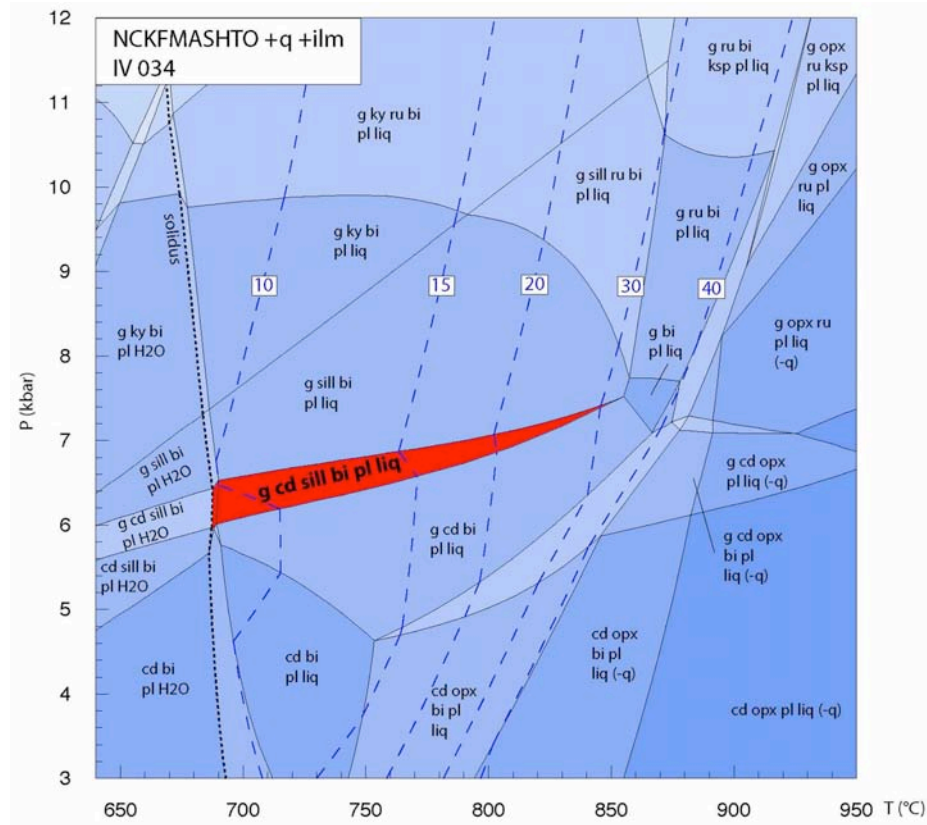 NCKFMASHTO +q +ilm
IV 034
12
11
10
9
8
7
6
5
4
3
P (kbar)
650
700
750
800
850
900
950
T (°C)
g ru bi
ksp pl liq
g opx
ru ksp
pl liq
g ky ru bi
pl liq
g sill ru bi
pl liq
g opx
ru pl
liq
g ru bi
pl liq
solidus
g ky bi
pl liq
10
15
20
30
40
g ky bi
pl H2O
g bi
pl liq
g opx ru
pl liq
(-q)
g sill bi
pl liq
g sill bi
pl H2O
g cd sill bi pl liq
g cd opx
pl liq (-q)
g cd sill bi
pl H2O
g cd bi
pl liq
g cd opx
bi pl
liq (-q)
cd sill bi
pl H2O
cd bi
pl H2O
cd bi
pl liq
cd opx
bi pl
liq
cd opx
bi pl
liq (-q)
cd opx pl liq (-q)